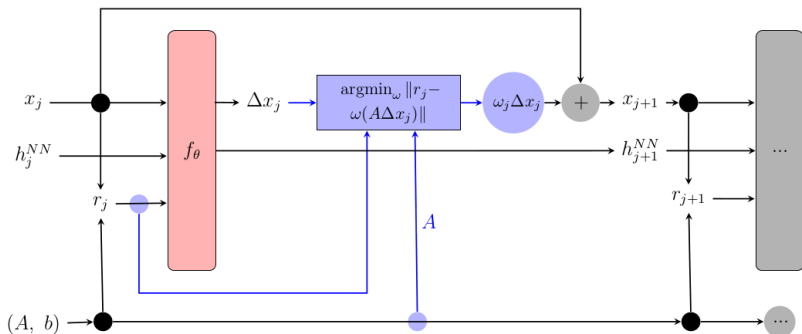 x_j
Δx_j
argmin_ω ‖r_j−
ω(AΔx_j)‖
ω_jΔx_j
+
x_{j+1}
h_j^{NN}
f_θ
h_{j+1}^{NN}
...
r_j
A
r_{j+1}
(A, b)
...